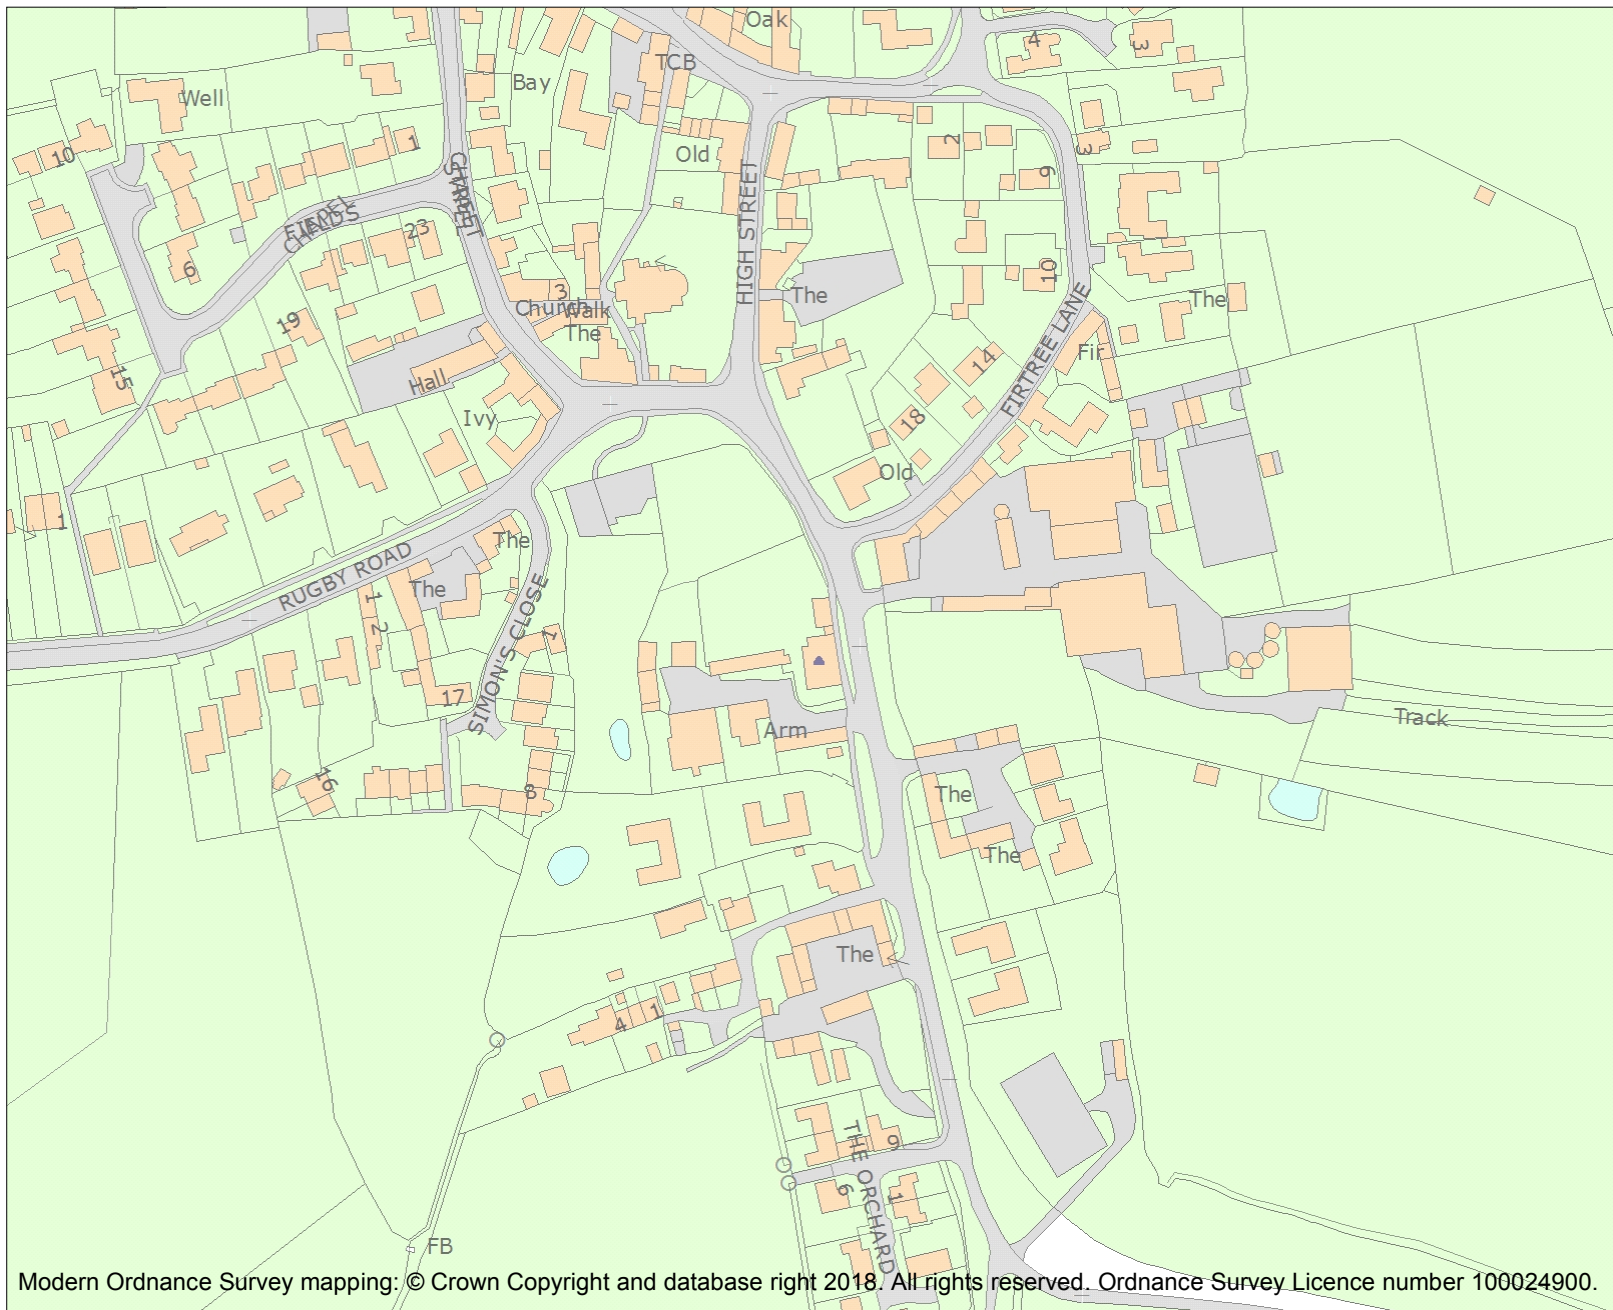 Oak
4
3
TCB
Bay
Well
10
1
Old
2
3
9
CHAPEL
STREET
CHAPEL
FIELDS
23
6
HIGH STREET
10
The
The
3
Church
Walk
The
19
Fir
FIRTREE LANE
14
15
Hall
Ivy
18
Old
1
The
RUGBY ROAD
The
1
2
SIMON'S CLOSE
1
17
Arm
Track
16
8
The
The
The
4
1
THE ORCHARD
9
6
1
FB
Modern Ordnance Survey mapping: © Crown Copyright and database right 2018. All rights reserved. Ordnance Survey Licence number 100024900.